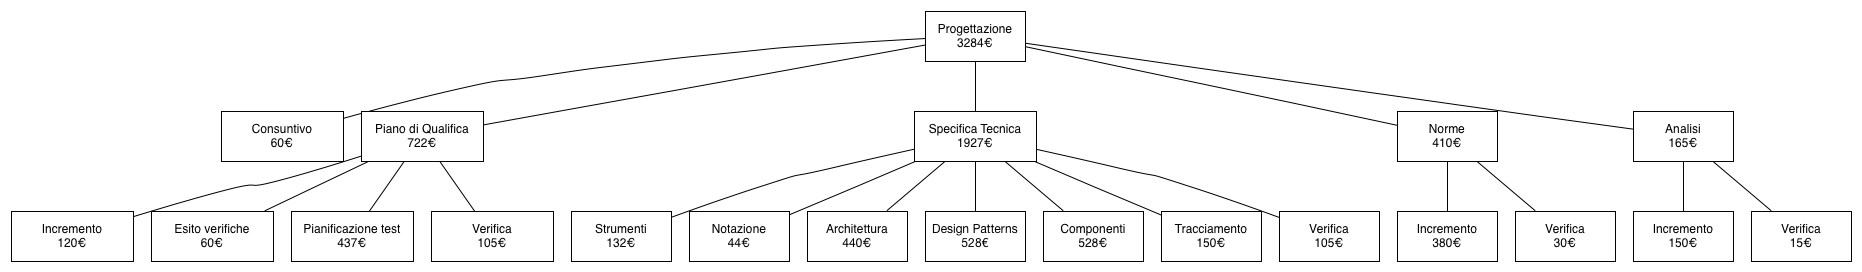 Progettazione
3284€
Consuntivo
60€
Piano di Qualifica
722€
Specifica Tecnica
1927€
Norme
410€
Analisi
165€
Incremento
120€
Esito verifiche
60€
Pianificazione test
437€
Verifica
105€
Strumenti
132€
Notazione
44€
Architettura
440€
Design Patterns
528€
Componenti
528€
Tracciamento
150€
Verifica
105€
Incremento
380€
Verifica
30€
Incremento
150€
Verifica
15€